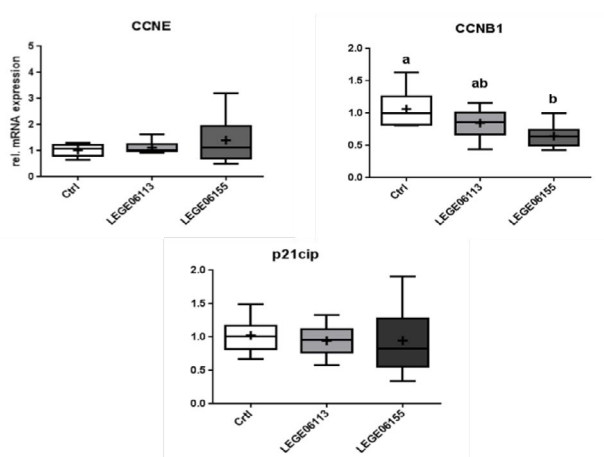 CCNE
rel. mRNA expression
5
4
3
2
1
0
Ctrl
LEGE06113
LEGE06155
CCNB1
2.0
1.5
1.0
0.5
0.0
a
ab
b
Ctrl
LEGE06113
LEGE06155
p21cip
2.0
1.5
1.0
0.5
0.0
Crtl
LEGE06113
LEGE06155